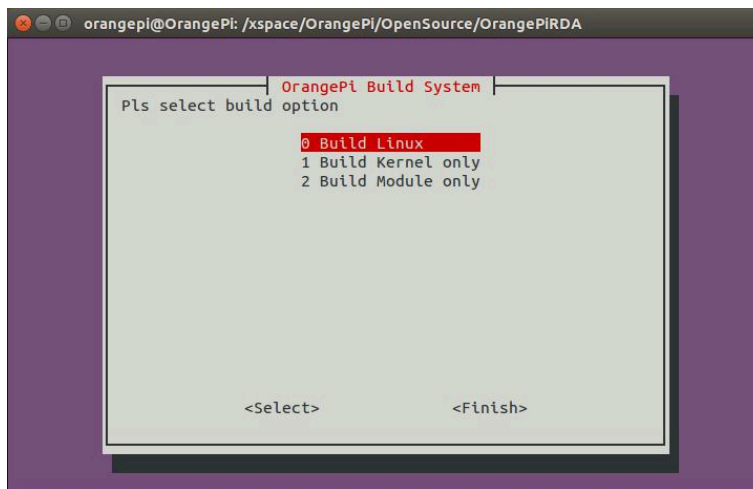 orangepi@OrangePi: /xspace/OrangePi/OpenSource/OrangePiRDA
OrangePi Build System
Pls select build option
0 Build Linux
1 Build Kernel only
2 Build Module only
<Select> <Finish>